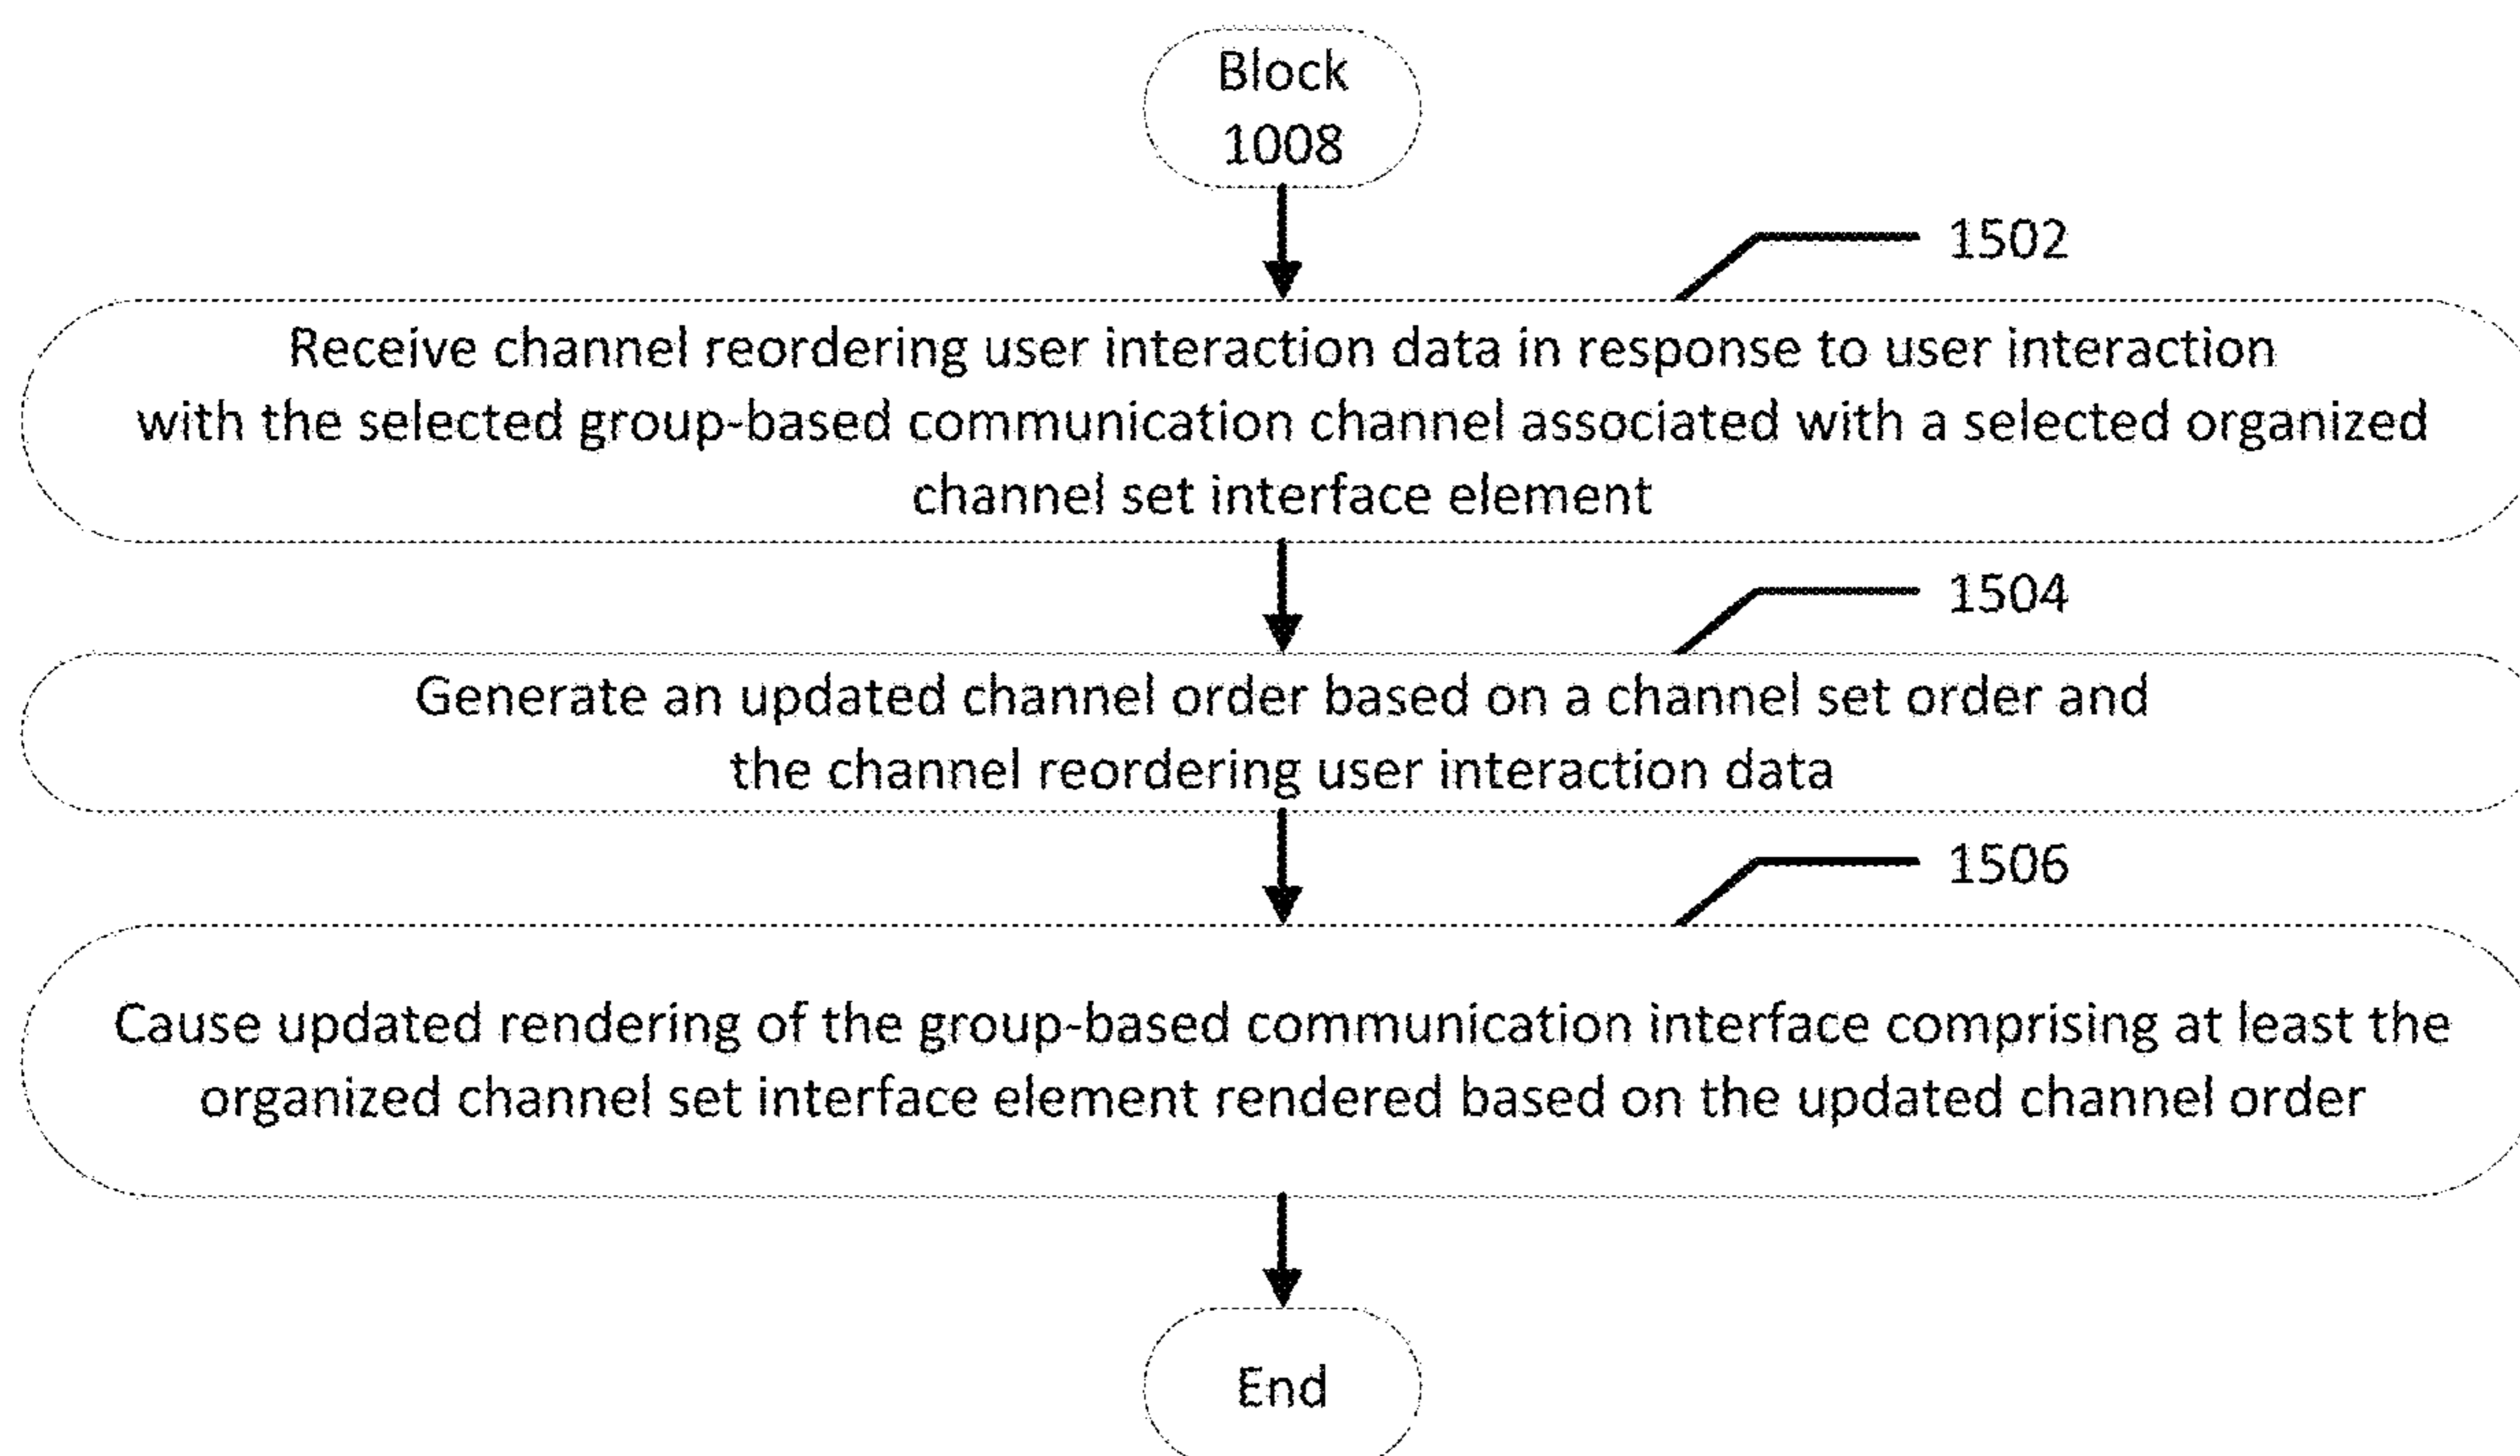 Block
1008
1502
Receive channel reordering user interaction data in response to user interaction
with the selected group-based communication channel associated with a selected organized
channel set interface element
1504
Generate an updated channel order based on a channel set order and
the channel reordering user interaction data
1506
Cause updated rendering of the group-based communication interface comprising at least the
organized channel set interface element rendered based on the updated channel order
End